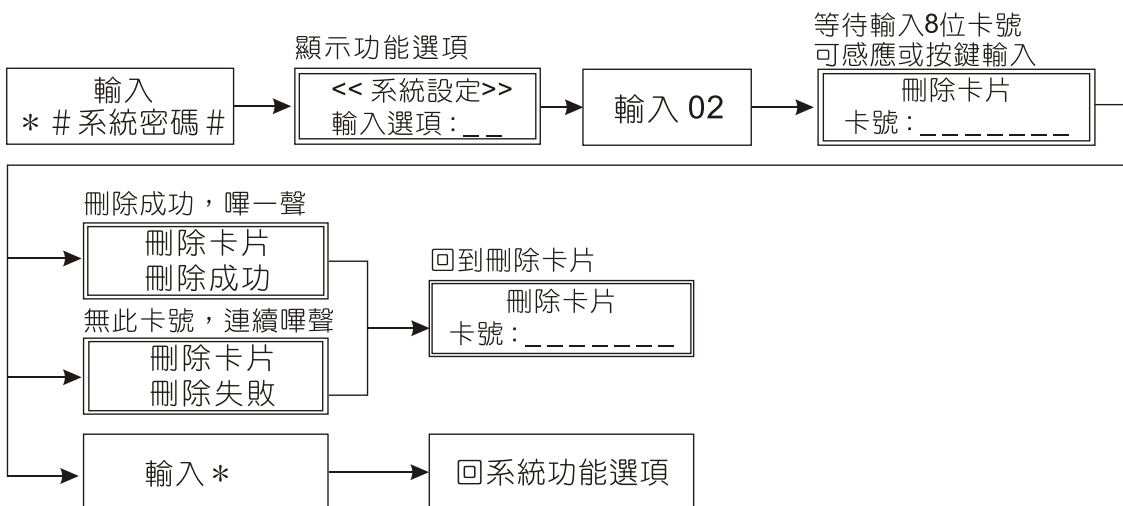 輸入
＊＃系統密碼＃
顯示功能選項
<< 系統設定>>
輸入選項：_ _
輸入 02
等待輸入8位卡號
可感應或按鍵輸入
刪除卡片
卡號：_ _ _ _ _ _ _
刪除成功，嗶一聲
刪除卡片
刪除成功
無此卡號，連續嗶聲
刪除卡片
刪除失敗
回到刪除卡片
刪除卡片
卡號：_ _ _ _ _ _ _
輸入＊
回系統功能選項